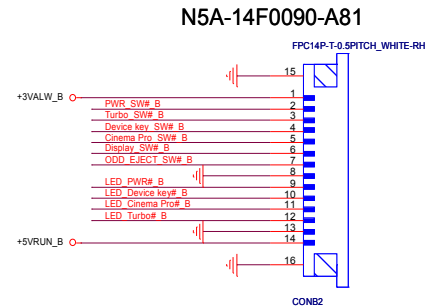 N5A-14F0090-A81
FPC14P-T-0.5PITCH_WHITE-RH
15
+3VALW_B 1
PWR_SW#_B 2
Turbo_SW#_B 3
Device key_SW#_B 4
Cinema Pro_SW#_B 5
Display_SW#_B 6
ODD_EJECT_SW#_B 7
8
LED_PWR#_B 9
LED_Device key#_B 10
LED_Cinema Pro#_B 11
LED_Turbo#_B 12
13
+5VRUN_B 14
16
CONB2